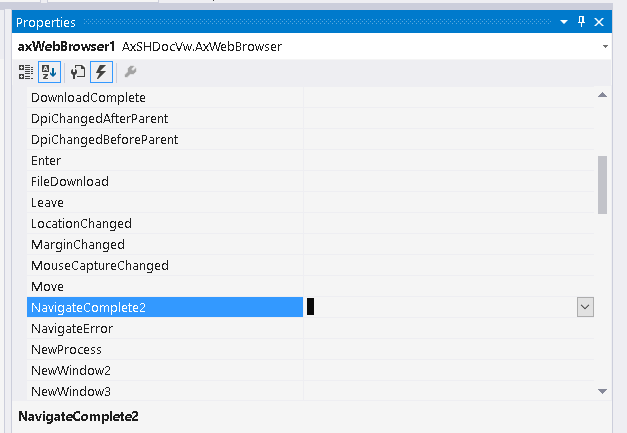 Properties
axWebBrowser1 AxSHDocVw.AxWebBrowser
DownloadComplete
DpiChangedAfterParent
DpiChangedBeforeParent
Enter
FileDownload
Leave
LocationChanged
MarginChanged
MouseCaptureChanged
Move
NavigateComplete2
NavigateError
NewProcess
NewWindow2
NewWindow3
NavigateComplete2